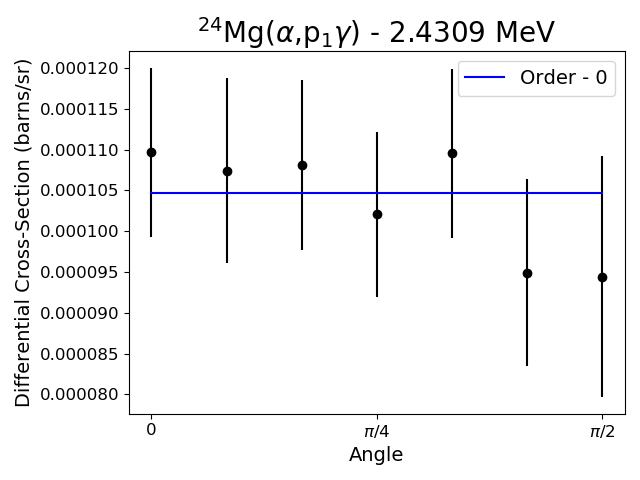 ²⁴Mg(α,p₁γ) - 2.4309 MeV
Differential Cross-Section (barns/sr)
0.000120
0.000115
0.000110
0.000105
0.000100
0.000095
0.000090
0.000085
0.000080
Order - 0
0
π/4
π/2
Angle